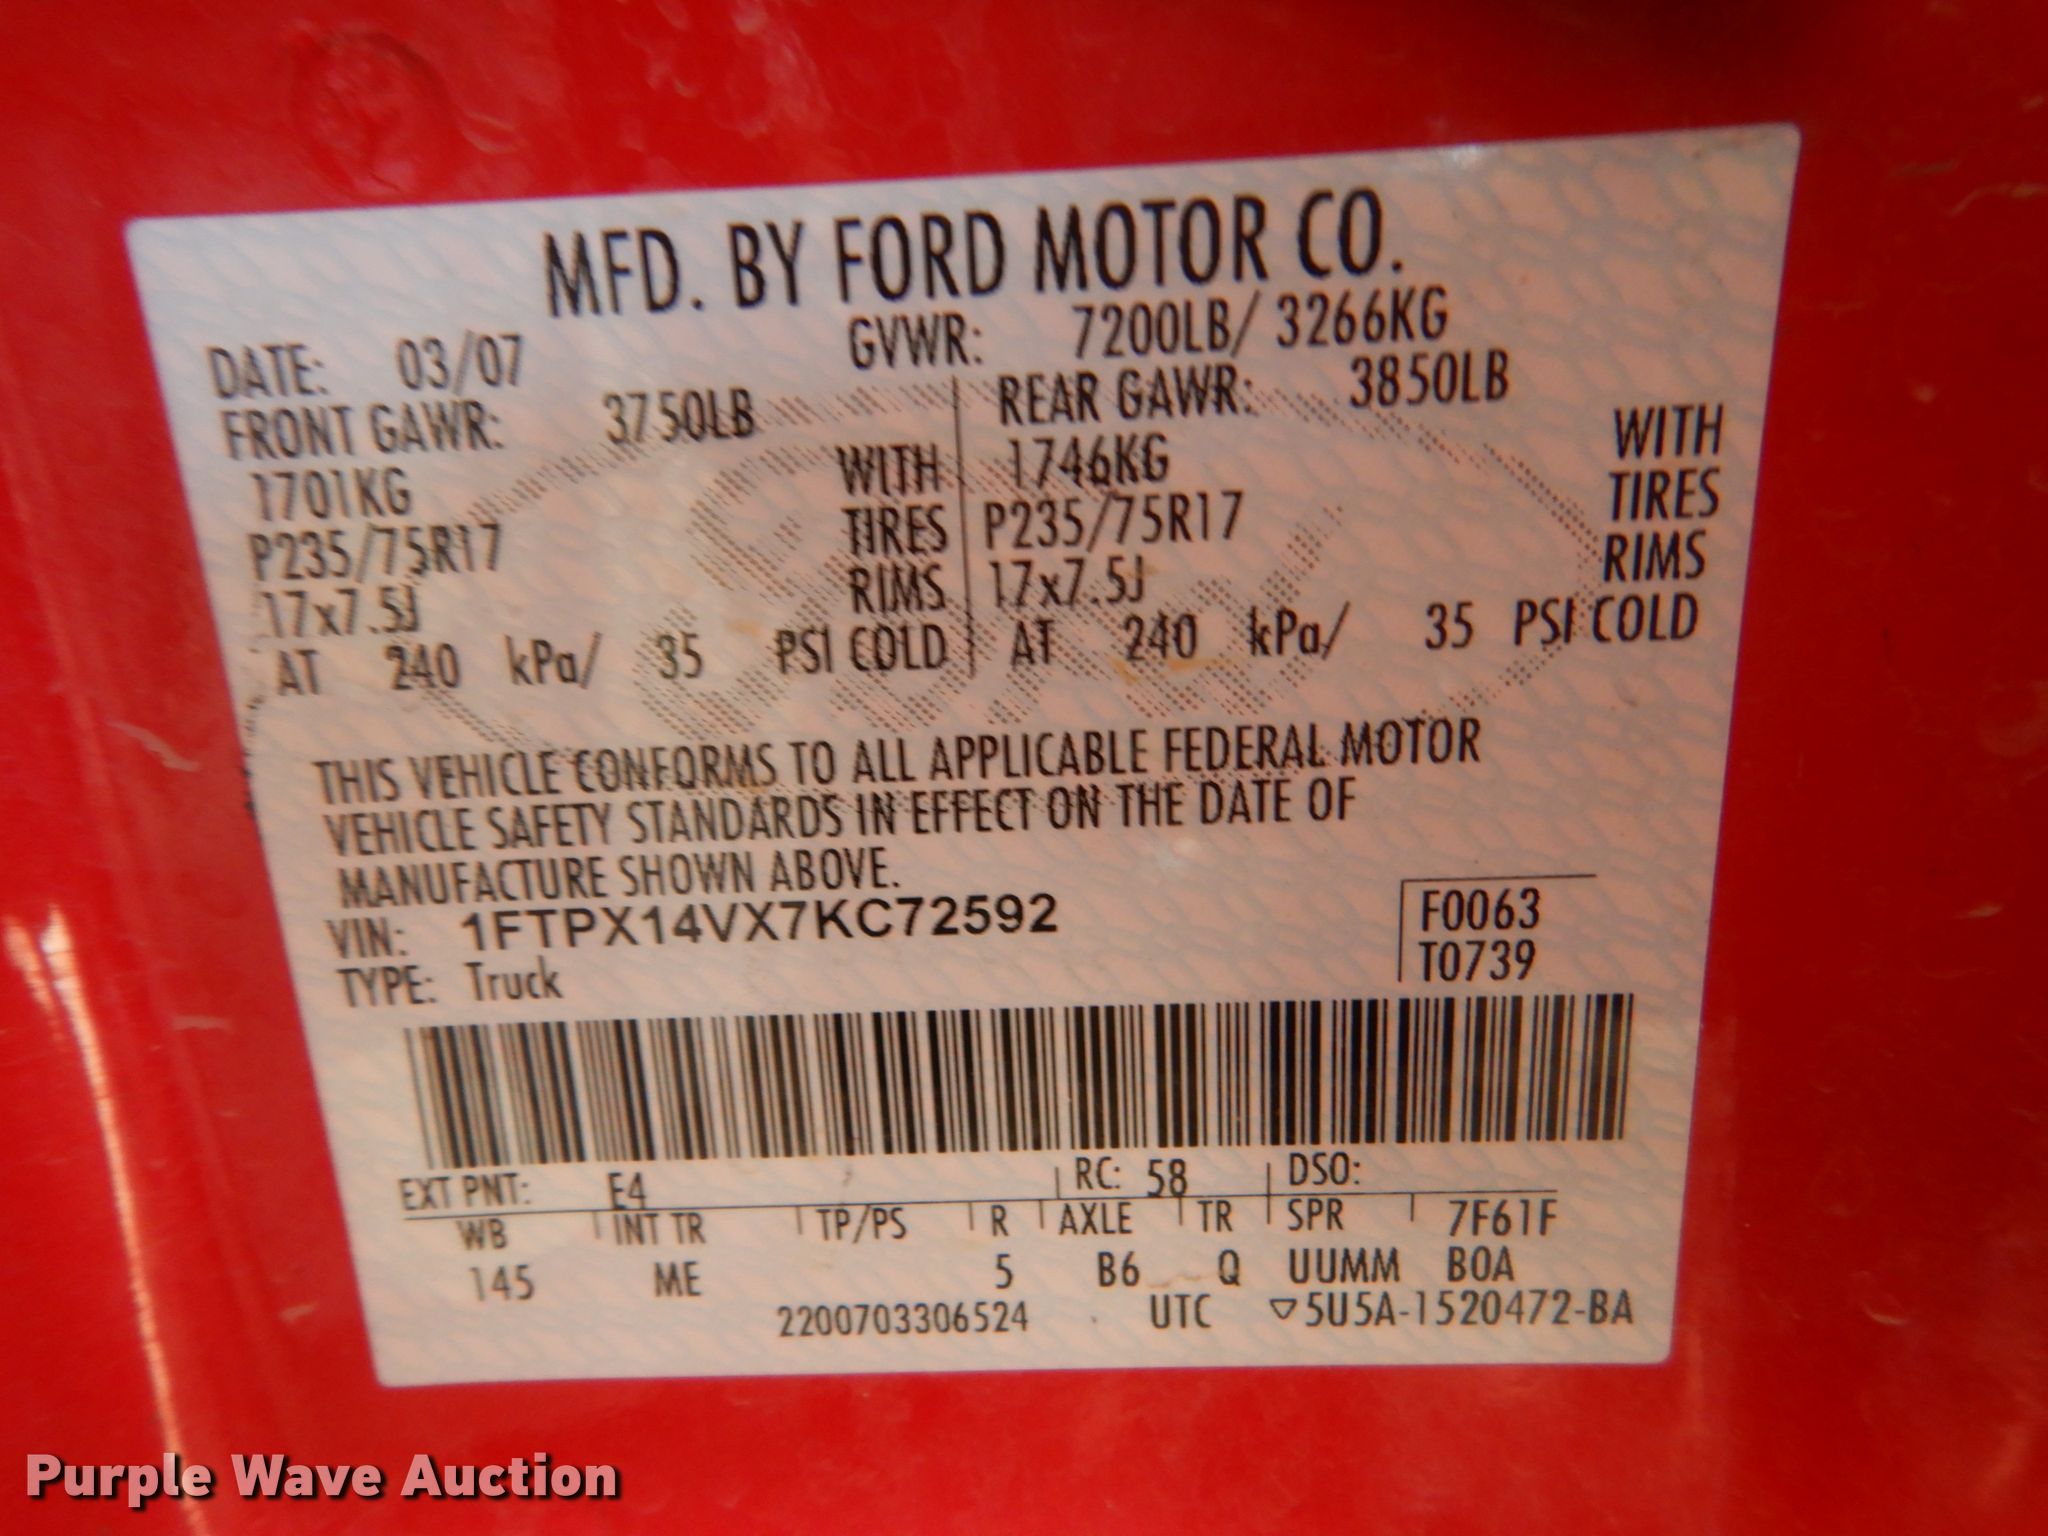 MFD. BY FORD MOTOR CO.
DATE: 03/07 GVWR: 7200LB/ 3266KG
FRONT GAWR: 3750LB REAR GAWR: 3850LB
1701KG WITH 1746KG WITH
P235/75R17 TIRES P235/75R17 TIRES
17x7.5J RIMS 17x7.5J RIMS
AT 240 kPa/ 35 PSI COLD AT 240 kPa/ 35 PSI COLD
THIS VEHICLE CONFORMS TO ALL APPLICABLE FEDERAL MOTOR
VEHICLE SAFETY STANDARDS IN EFFECT ON THE DATE OF
MANUFACTURE SHOWN ABOVE.
VIN: 1FTPX14VX7KC72592 F0063
TYPE: Truck T0739
EXT PNT: E4 RC: 58 DSO:
WB INT TR TP/PS R AXLE TR SPR 7F61F
145 ME 5 B6 Q UUMM BOA
2200703306524 UTC ▽5U5A-1520472-BA
Purple Wave Auction